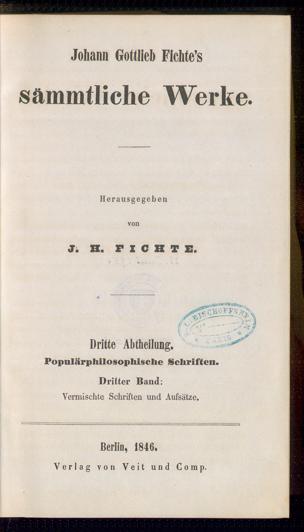 Johann Gottlieb Fichte's
sämmtliche Werke.
Herausgegeben
von
J. H. FICHTE.
Dritte Abtheilung.
Populärphilosophische Schriften.
Dritter Band:
Vermischte Schriften und Aufsätze.
Berlin, 1846.
Verlag von Veit und Comp.